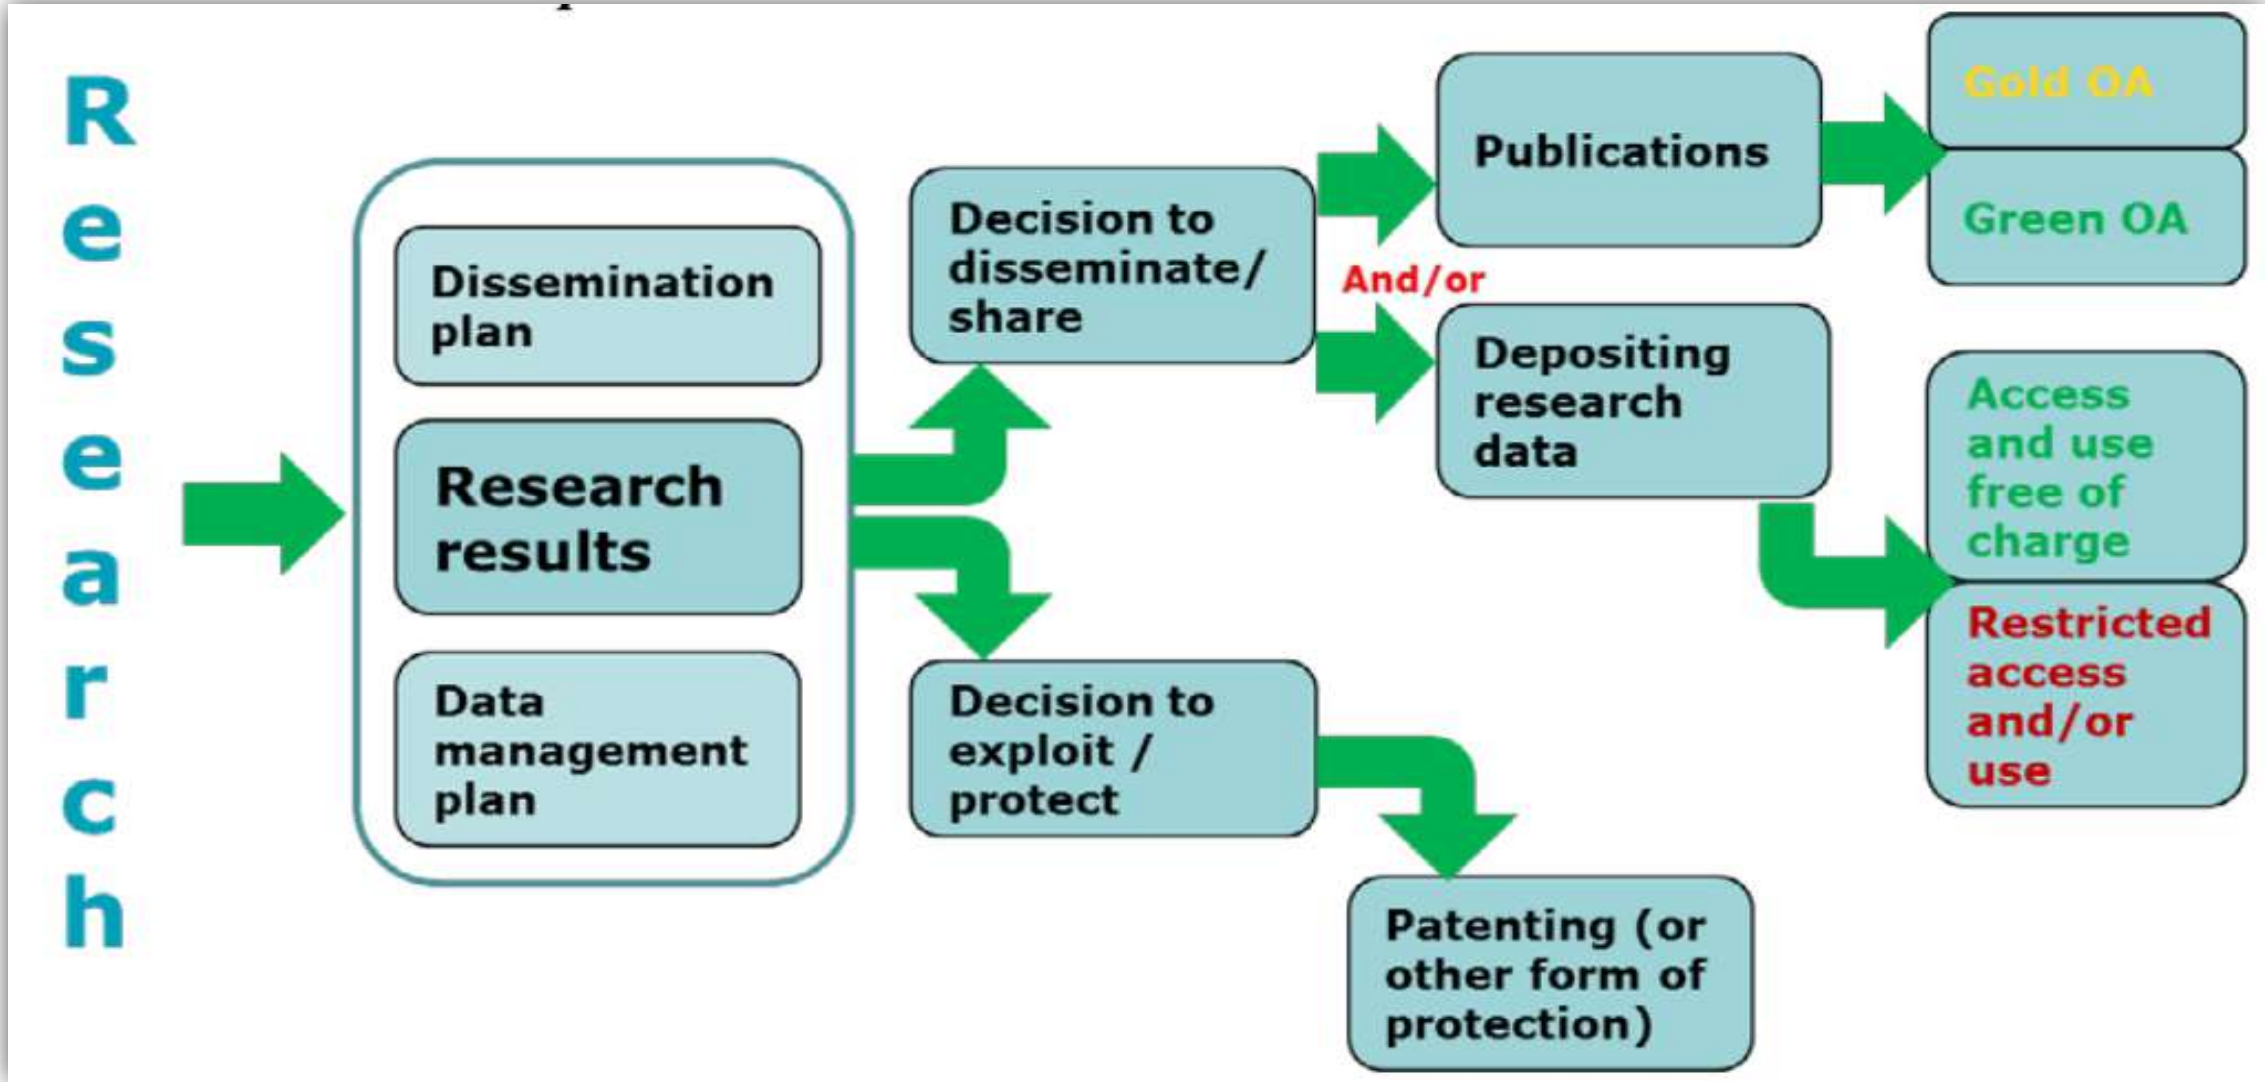 Research
Dissemination
plan
Research
results
Data
management
plan
Decision to
disseminate/
share
And/or
Decision to
exploit /
protect
Publications
Depositing
research
data
Patenting (or
other form of
protection)
Gold OA
Green OA
Access
and use
free of
charge
Restricted
access
and/or
use